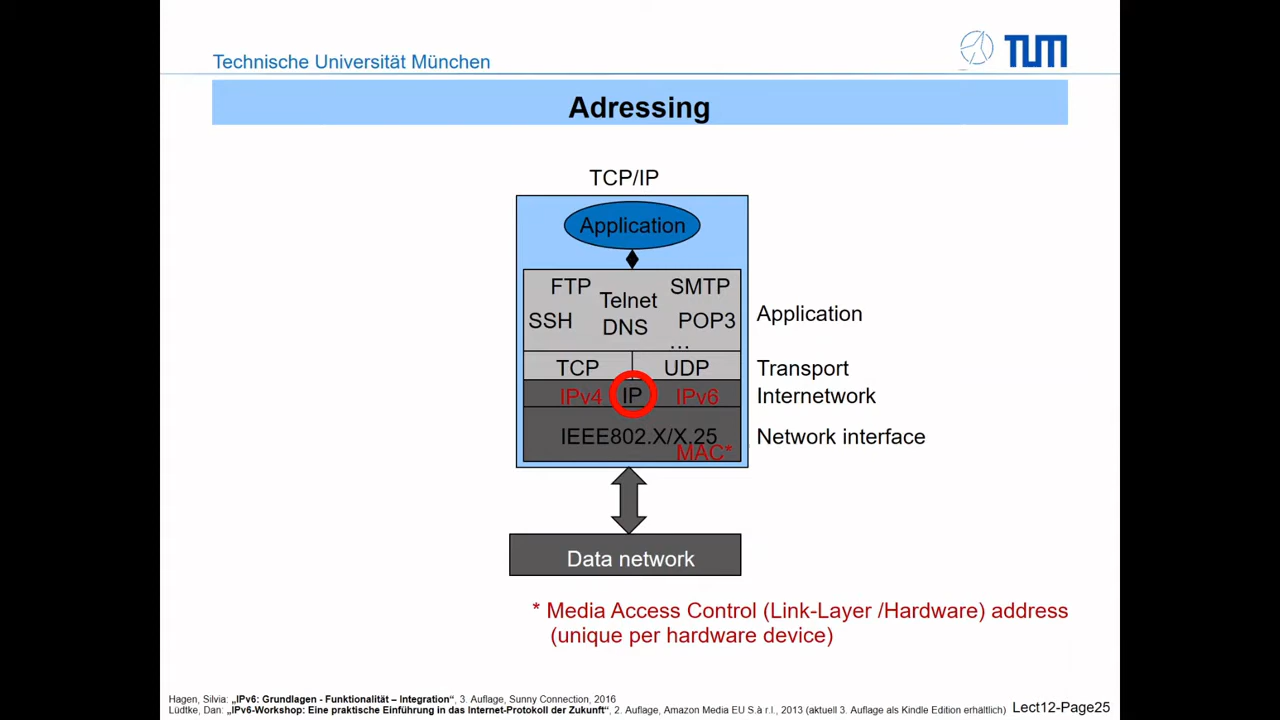 Technische Universität München
TUM
Adressing
TCP/IP
Application
FTP
Telnet
SMTP
SSH
DNS
POP3
...
Application
TCP
UDP
Transport
IPv4
IP
IPv6
Internetwork
IEEE802.X/X.25
MAC*
Network interface
Data network
* Media Access Control (Link-Layer /Hardware) address
(unique per hardware device)
Hagen, Silvia: „IPv6: Grundlagen - Funktionalität – Integration“, 3. Auflage, Sunny Connection, 2016
Lüdtke, Dan: „IPv6-Workshop: Eine praktische Einführung in das Internet-Protokoll der Zukunft“, 2. Auflage, Amazon Media EU S.à r.l., 2013 (aktuell 3. Auflage als Kindle Edition erhältlich)
Lect12-Page25